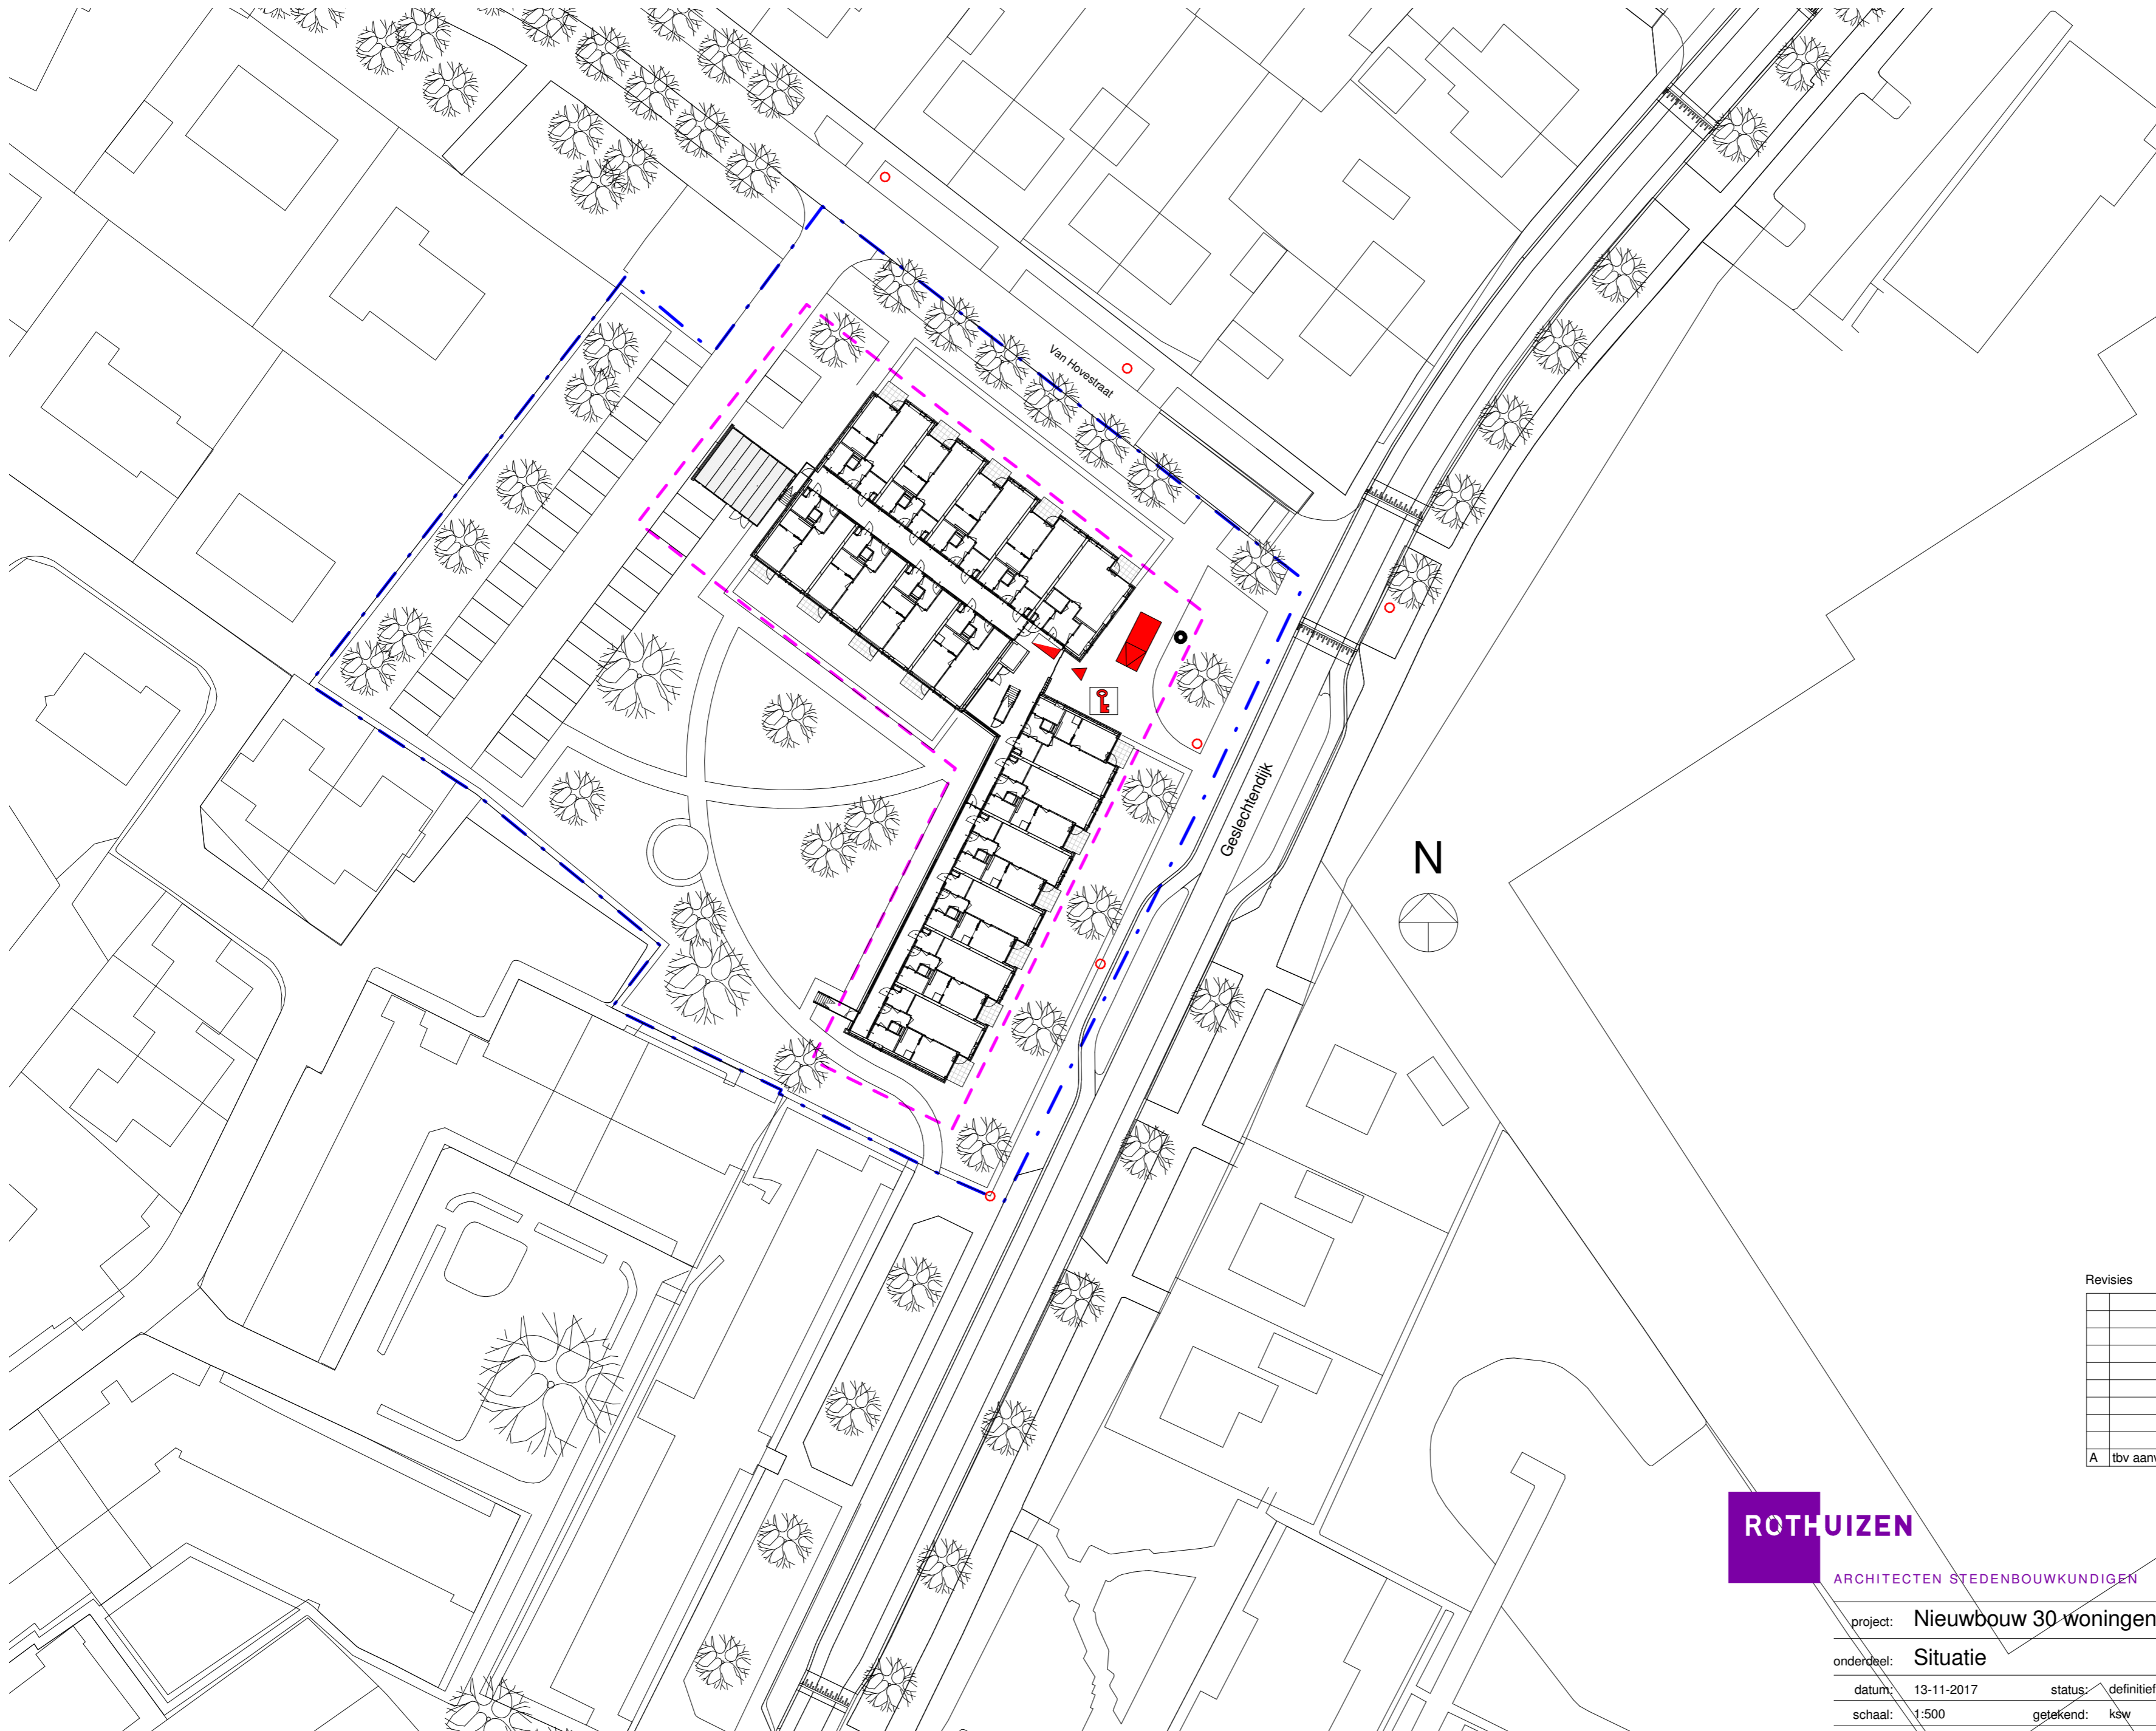 Van Hovestraat
Geslechtendijk
N
Revisies
A tbv
ROTHUIZEN
ARCHITECTEN STEDENBOUWKUNDIGEN
project: Nieuwbouw 30 woningen
onderdeel: Situatie
datum: 13-11-2017 status: definitief
schaal: 1:500 getekend: ksw